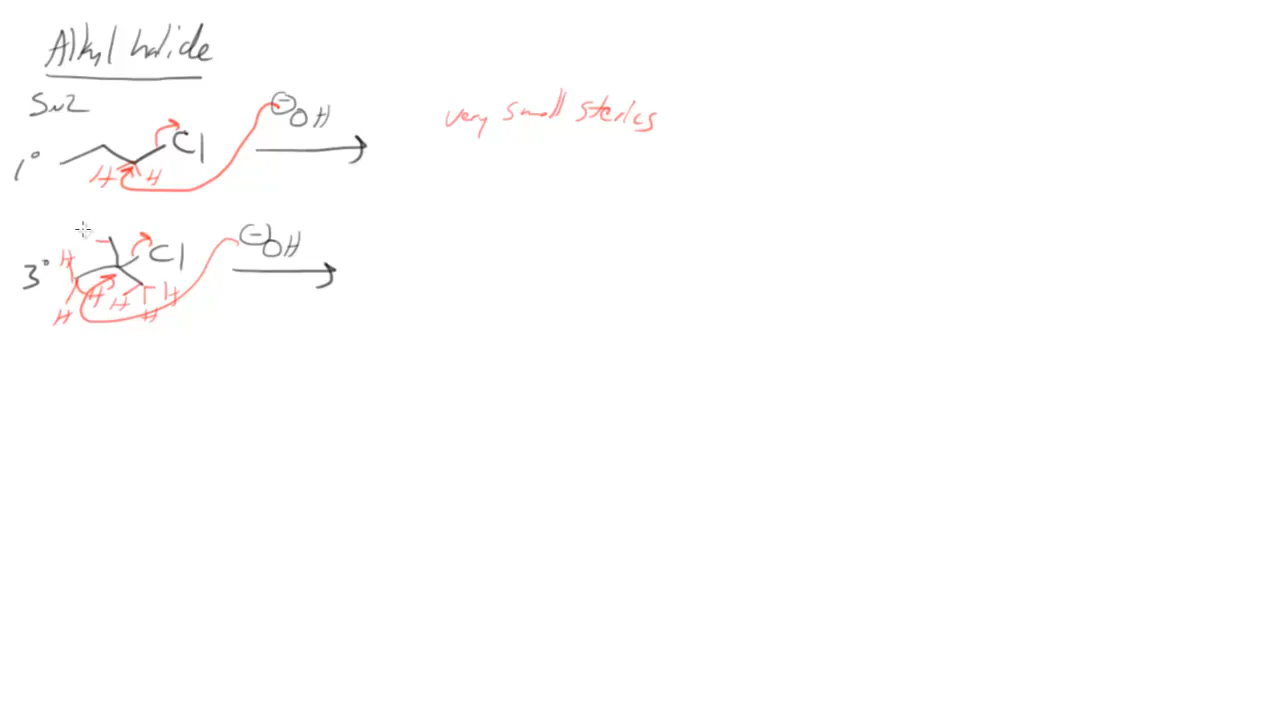 Alkyl halide
SN2
⊖OH
very small sterics
Cl
1°
H H
⊖OH
Cl
H
3°
H H H
H H